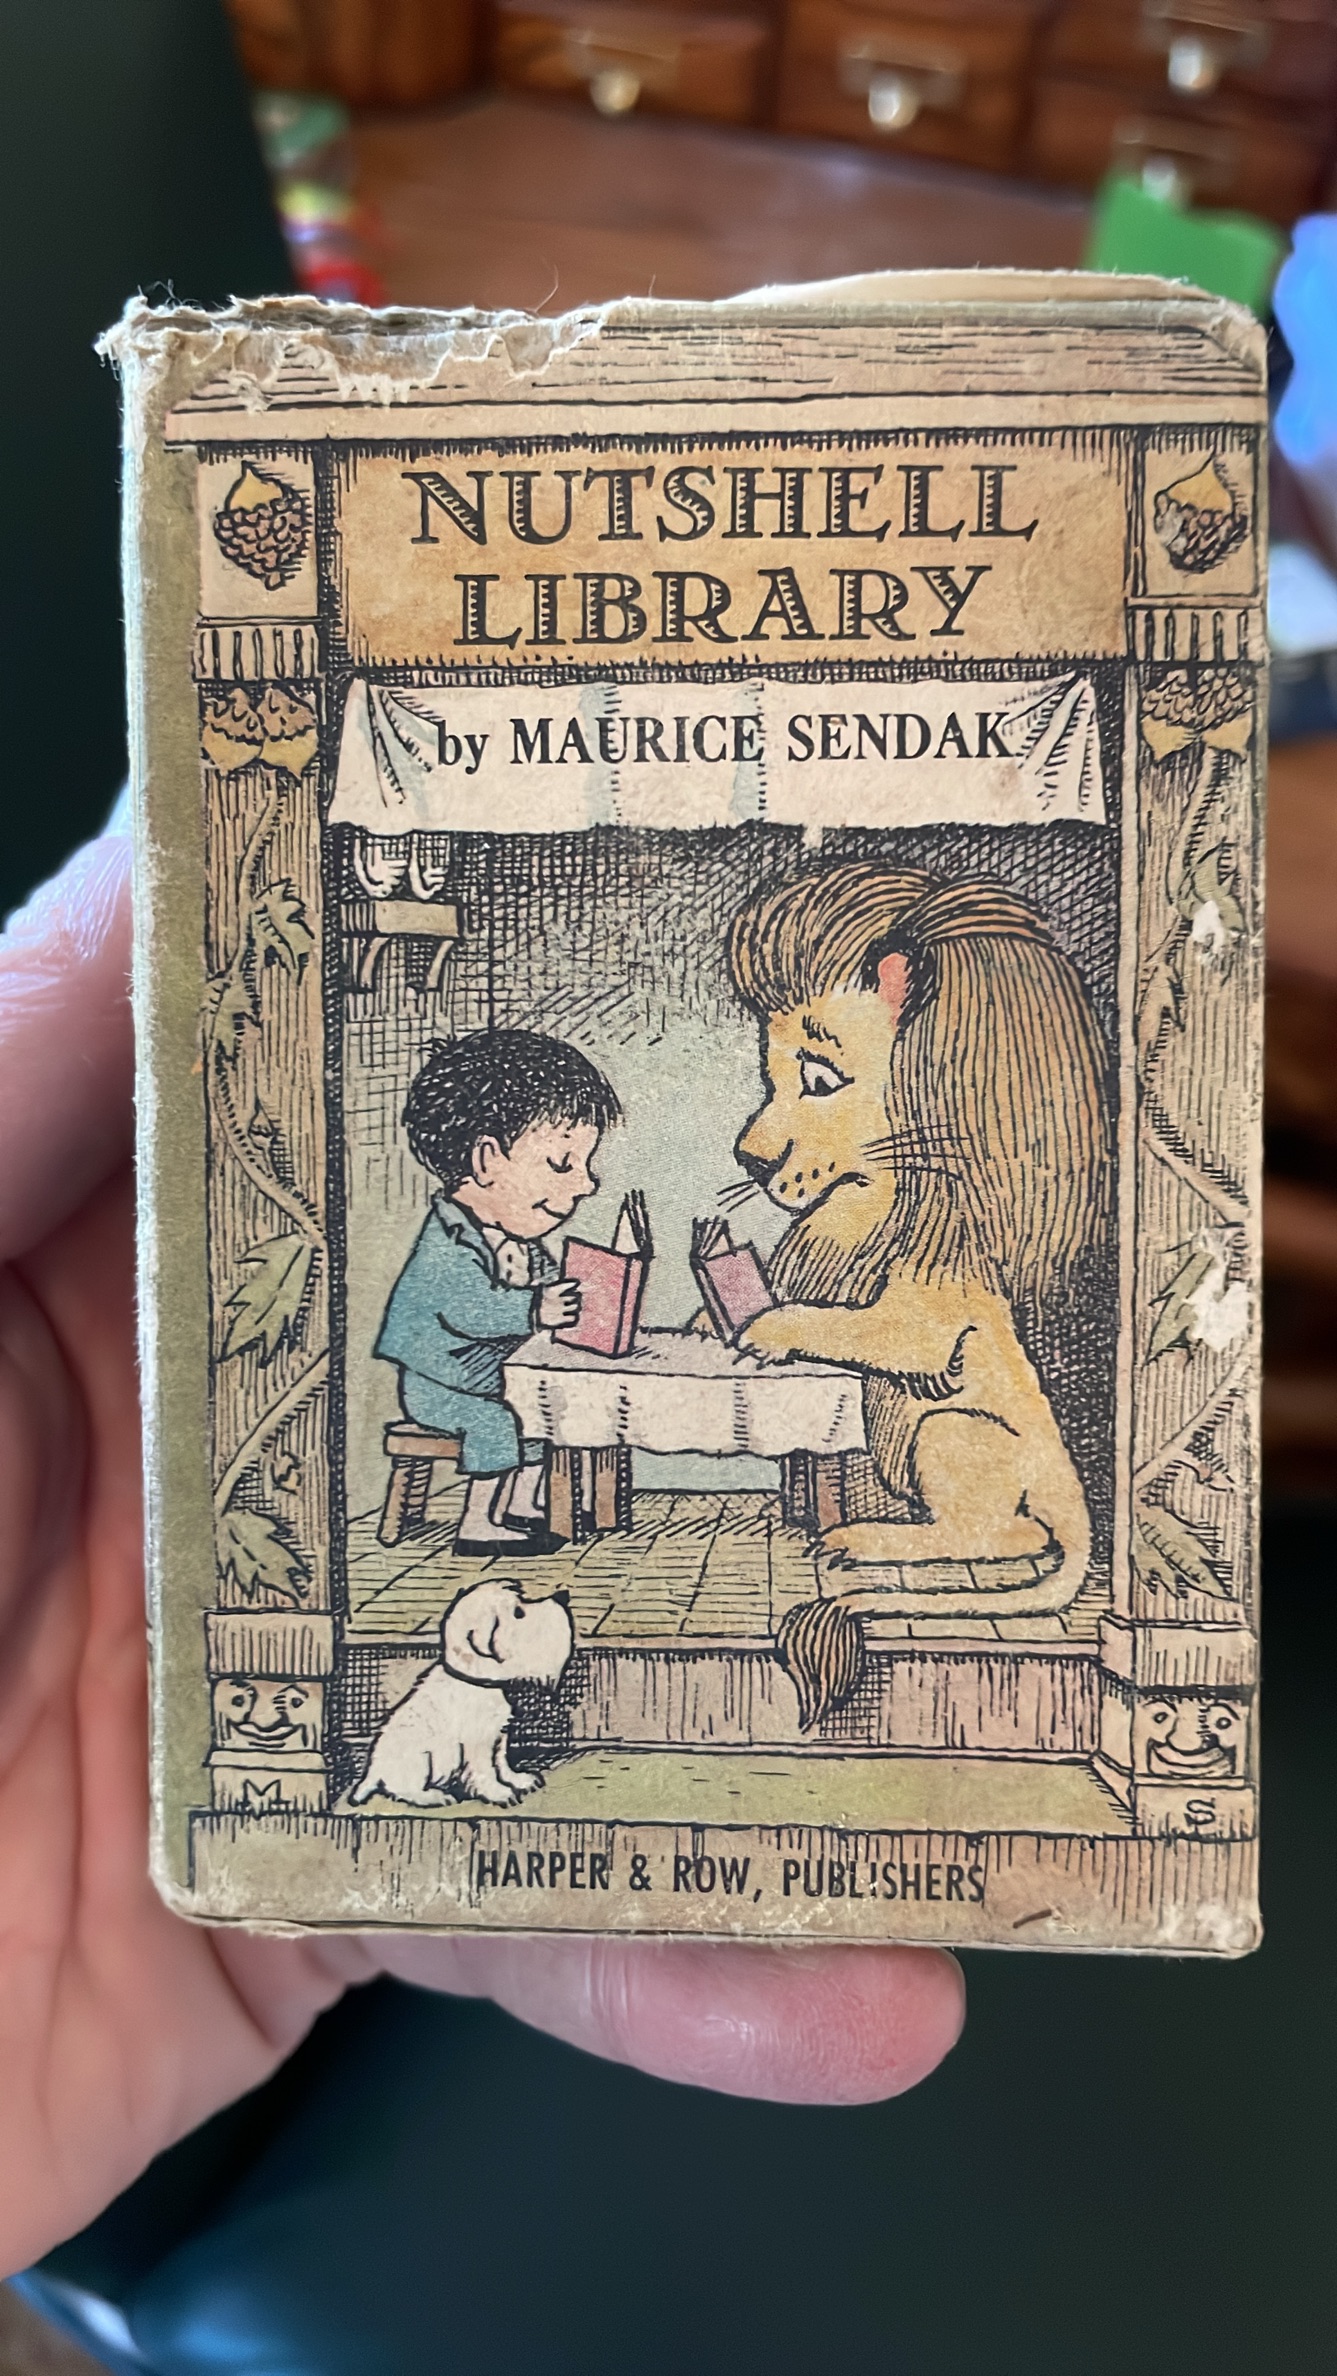 NUTSHELL
LIBRARY
by MAURICE SENDAK
HARPER & ROW, PUBLISHERS